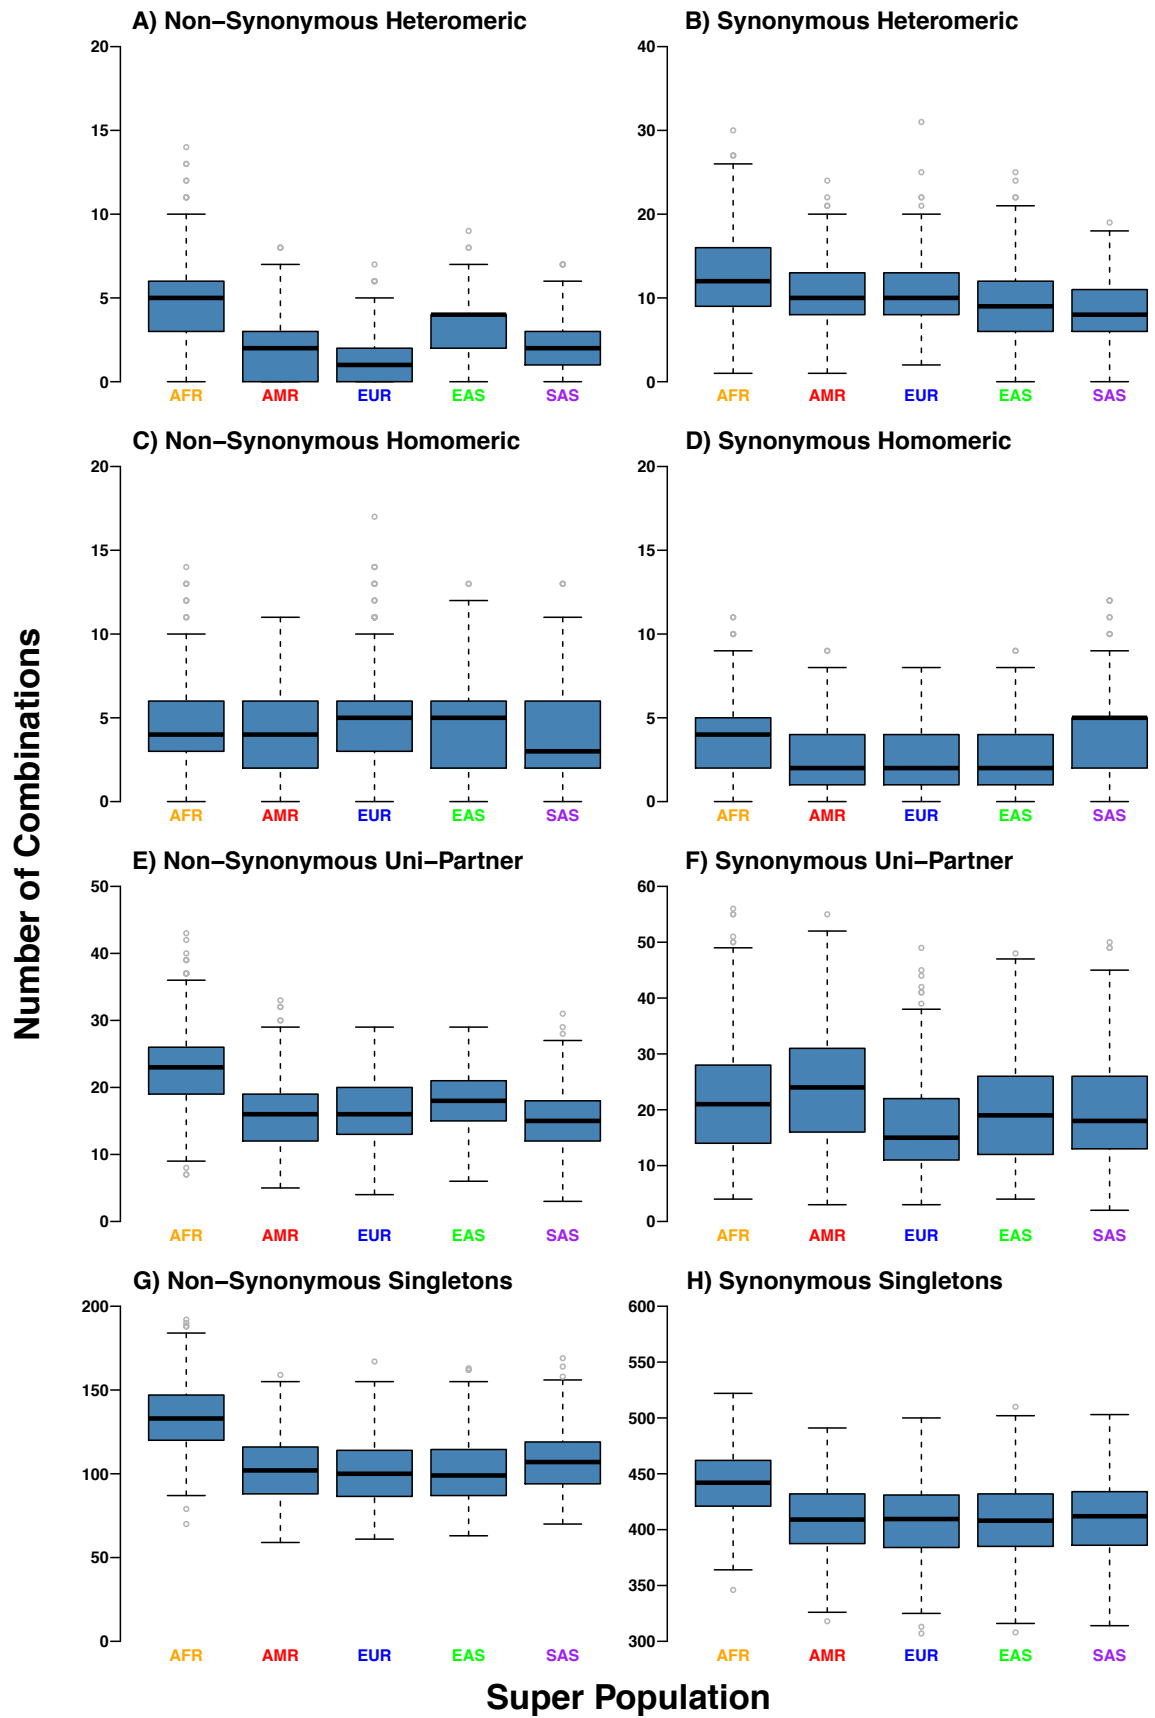 Number of Combinations
A) Non−Synonymous Heteromeric
20
15
10
5
0
AFR AMR EUR EAS SAS
B) Synonymous Heteromeric
40
30
20
10
0
AFR AMR EUR EAS SAS
C) Non−Synonymous Homomeric
20
15
10
5
0
AFR AMR EUR EAS SAS
D) Synonymous Homomeric
20
15
10
5
0
AFR AMR EUR EAS SAS
E) Non−Synonymous Uni−Partner
50
40
30
20
10
0
AFR AMR EUR EAS SAS
F) Synonymous Uni−Partner
60
50
40
30
20
10
0
AFR AMR EUR EAS SAS
G) Non−Synonymous Singletons
200
150
100
50
0
AFR AMR EUR EAS SAS
H) Synonymous Singletons
600
550
500
450
400
350
300
AFR AMR EUR EAS SAS
Super Population